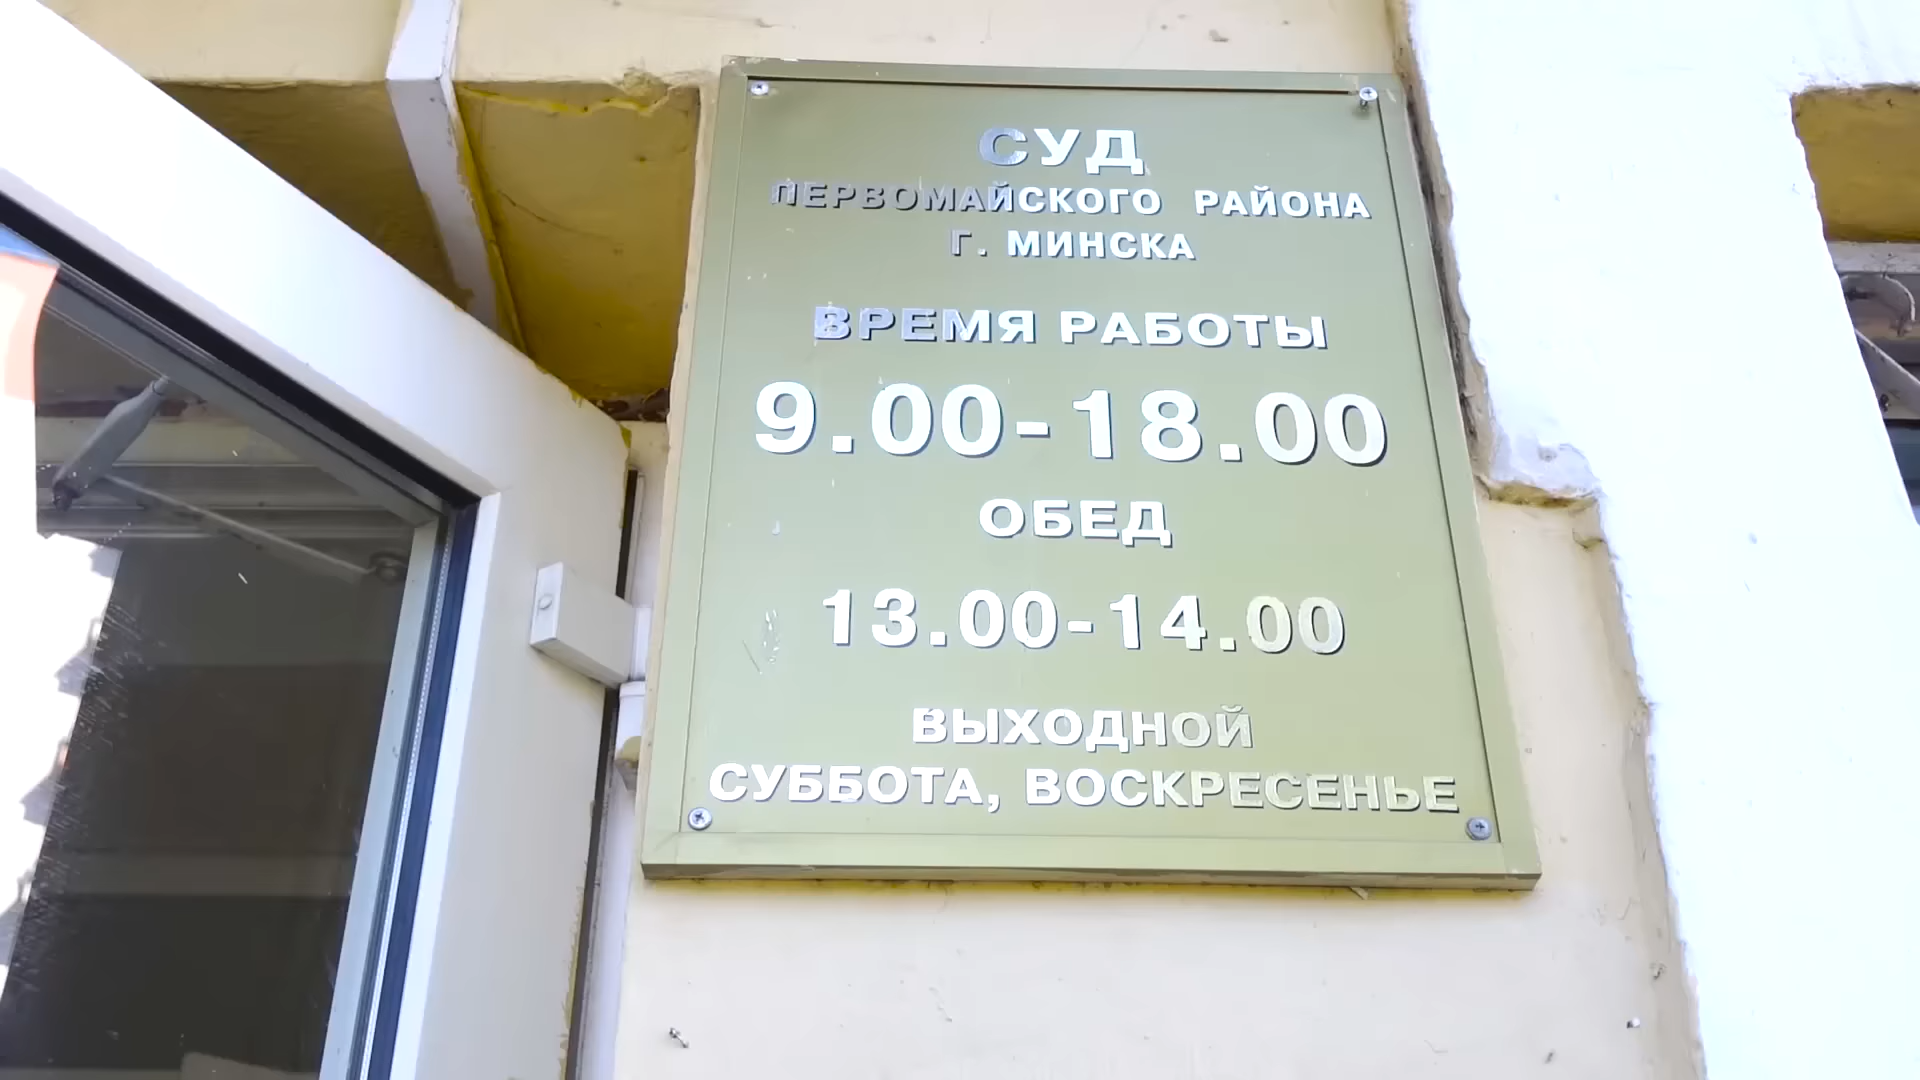 СУД
ПЕРВОМАЙСКОГО РАЙОНА
Г. МИНСКА
ВРЕМЯ РАБОТЫ
9.00-18.00
ОБЕД
13.00-14.00
ВЫХОДНОЙ
СУББОТА, ВОСКРЕСЕНЬЕ